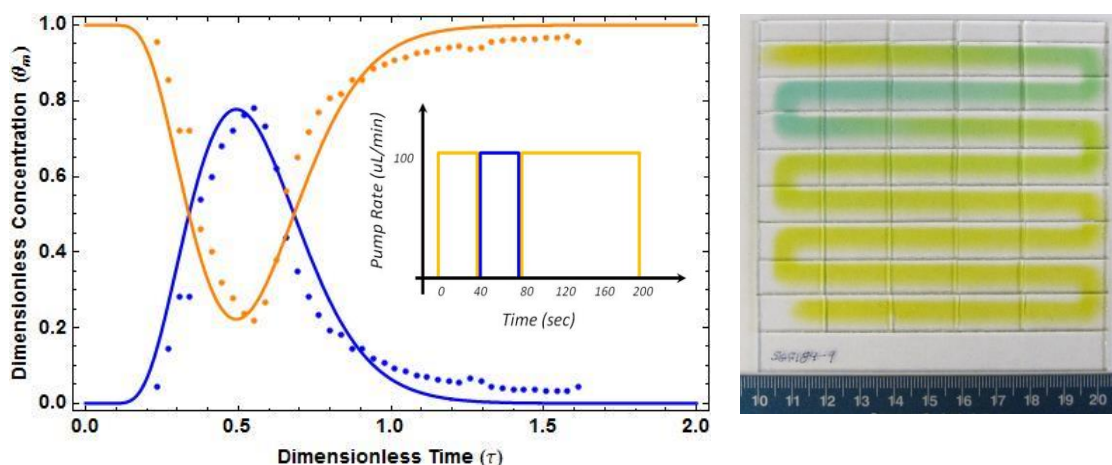 Dimensionless Concentration (θm)
1.0
0.8
0.6
0.4
0.2
0.0
0.0 0.5 1.0 1.5 2.0
Dimensionless Time (τ)
Pump Rate (uL/min)
100
0 40 80 120 160 200
Time (sec)
10 11 12 13 14 15 16 17 18 19 20